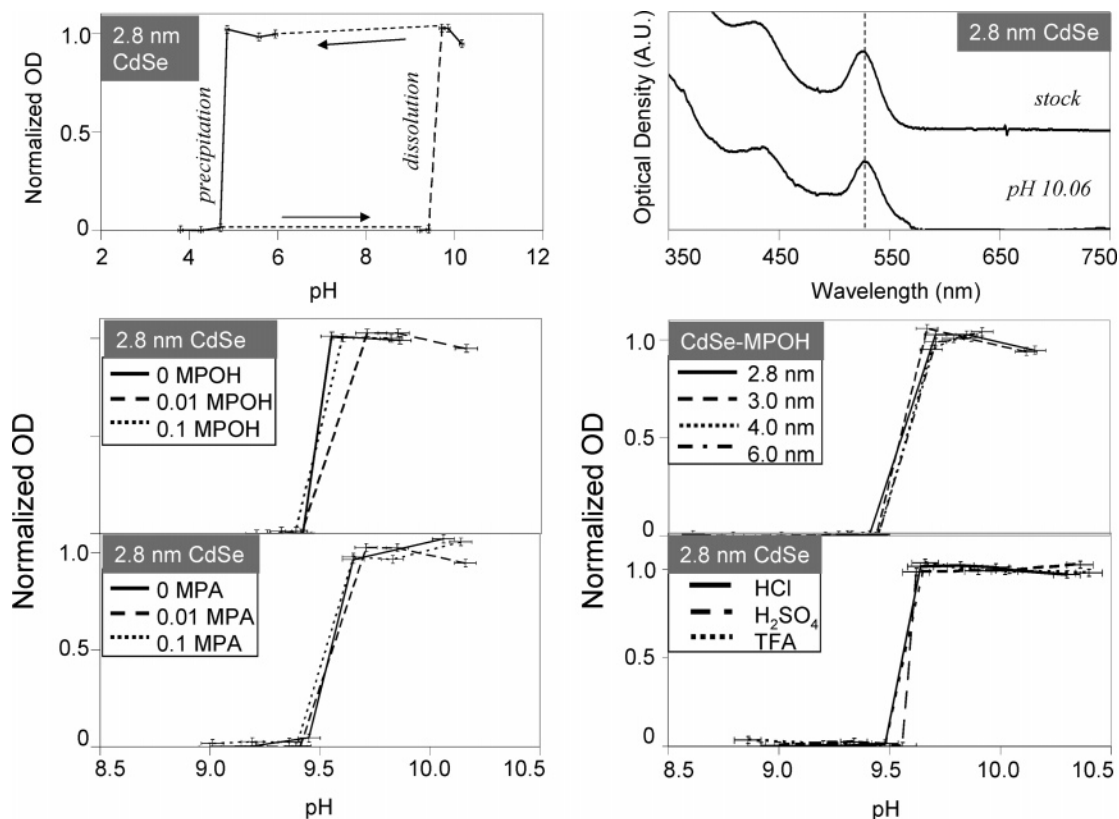 2.8 nm
CdSe
Normalized OD
1.0
0.5
0
precipitation
dissolution
2 4 6 8 10 12
pH
2.8 nm CdSe
Optical Density (A.U.)
stock
pH 10.06
350 450 550 650 750
Wavelength (nm)
2.8 nm CdSe
0 MPOH
0.01 MPOH
0.1 MPOH
Normalized OD
2.8 nm CdSe
1.0
0 MPA
0.01 MPA
0.1 MPA
0.5
0
8.5 9.0 9.5 10.0 10.5
pH
CdSe-MPOH
1.0
2.8 nm
3.0 nm
4.0 nm
6.0 nm
0.5
0
Normalized OD
2.8 nm CdSe
1.0
HCl
H₂SO₄
TFA
0.5
0
8.5 9.0 9.5 10.0 10.5
pH